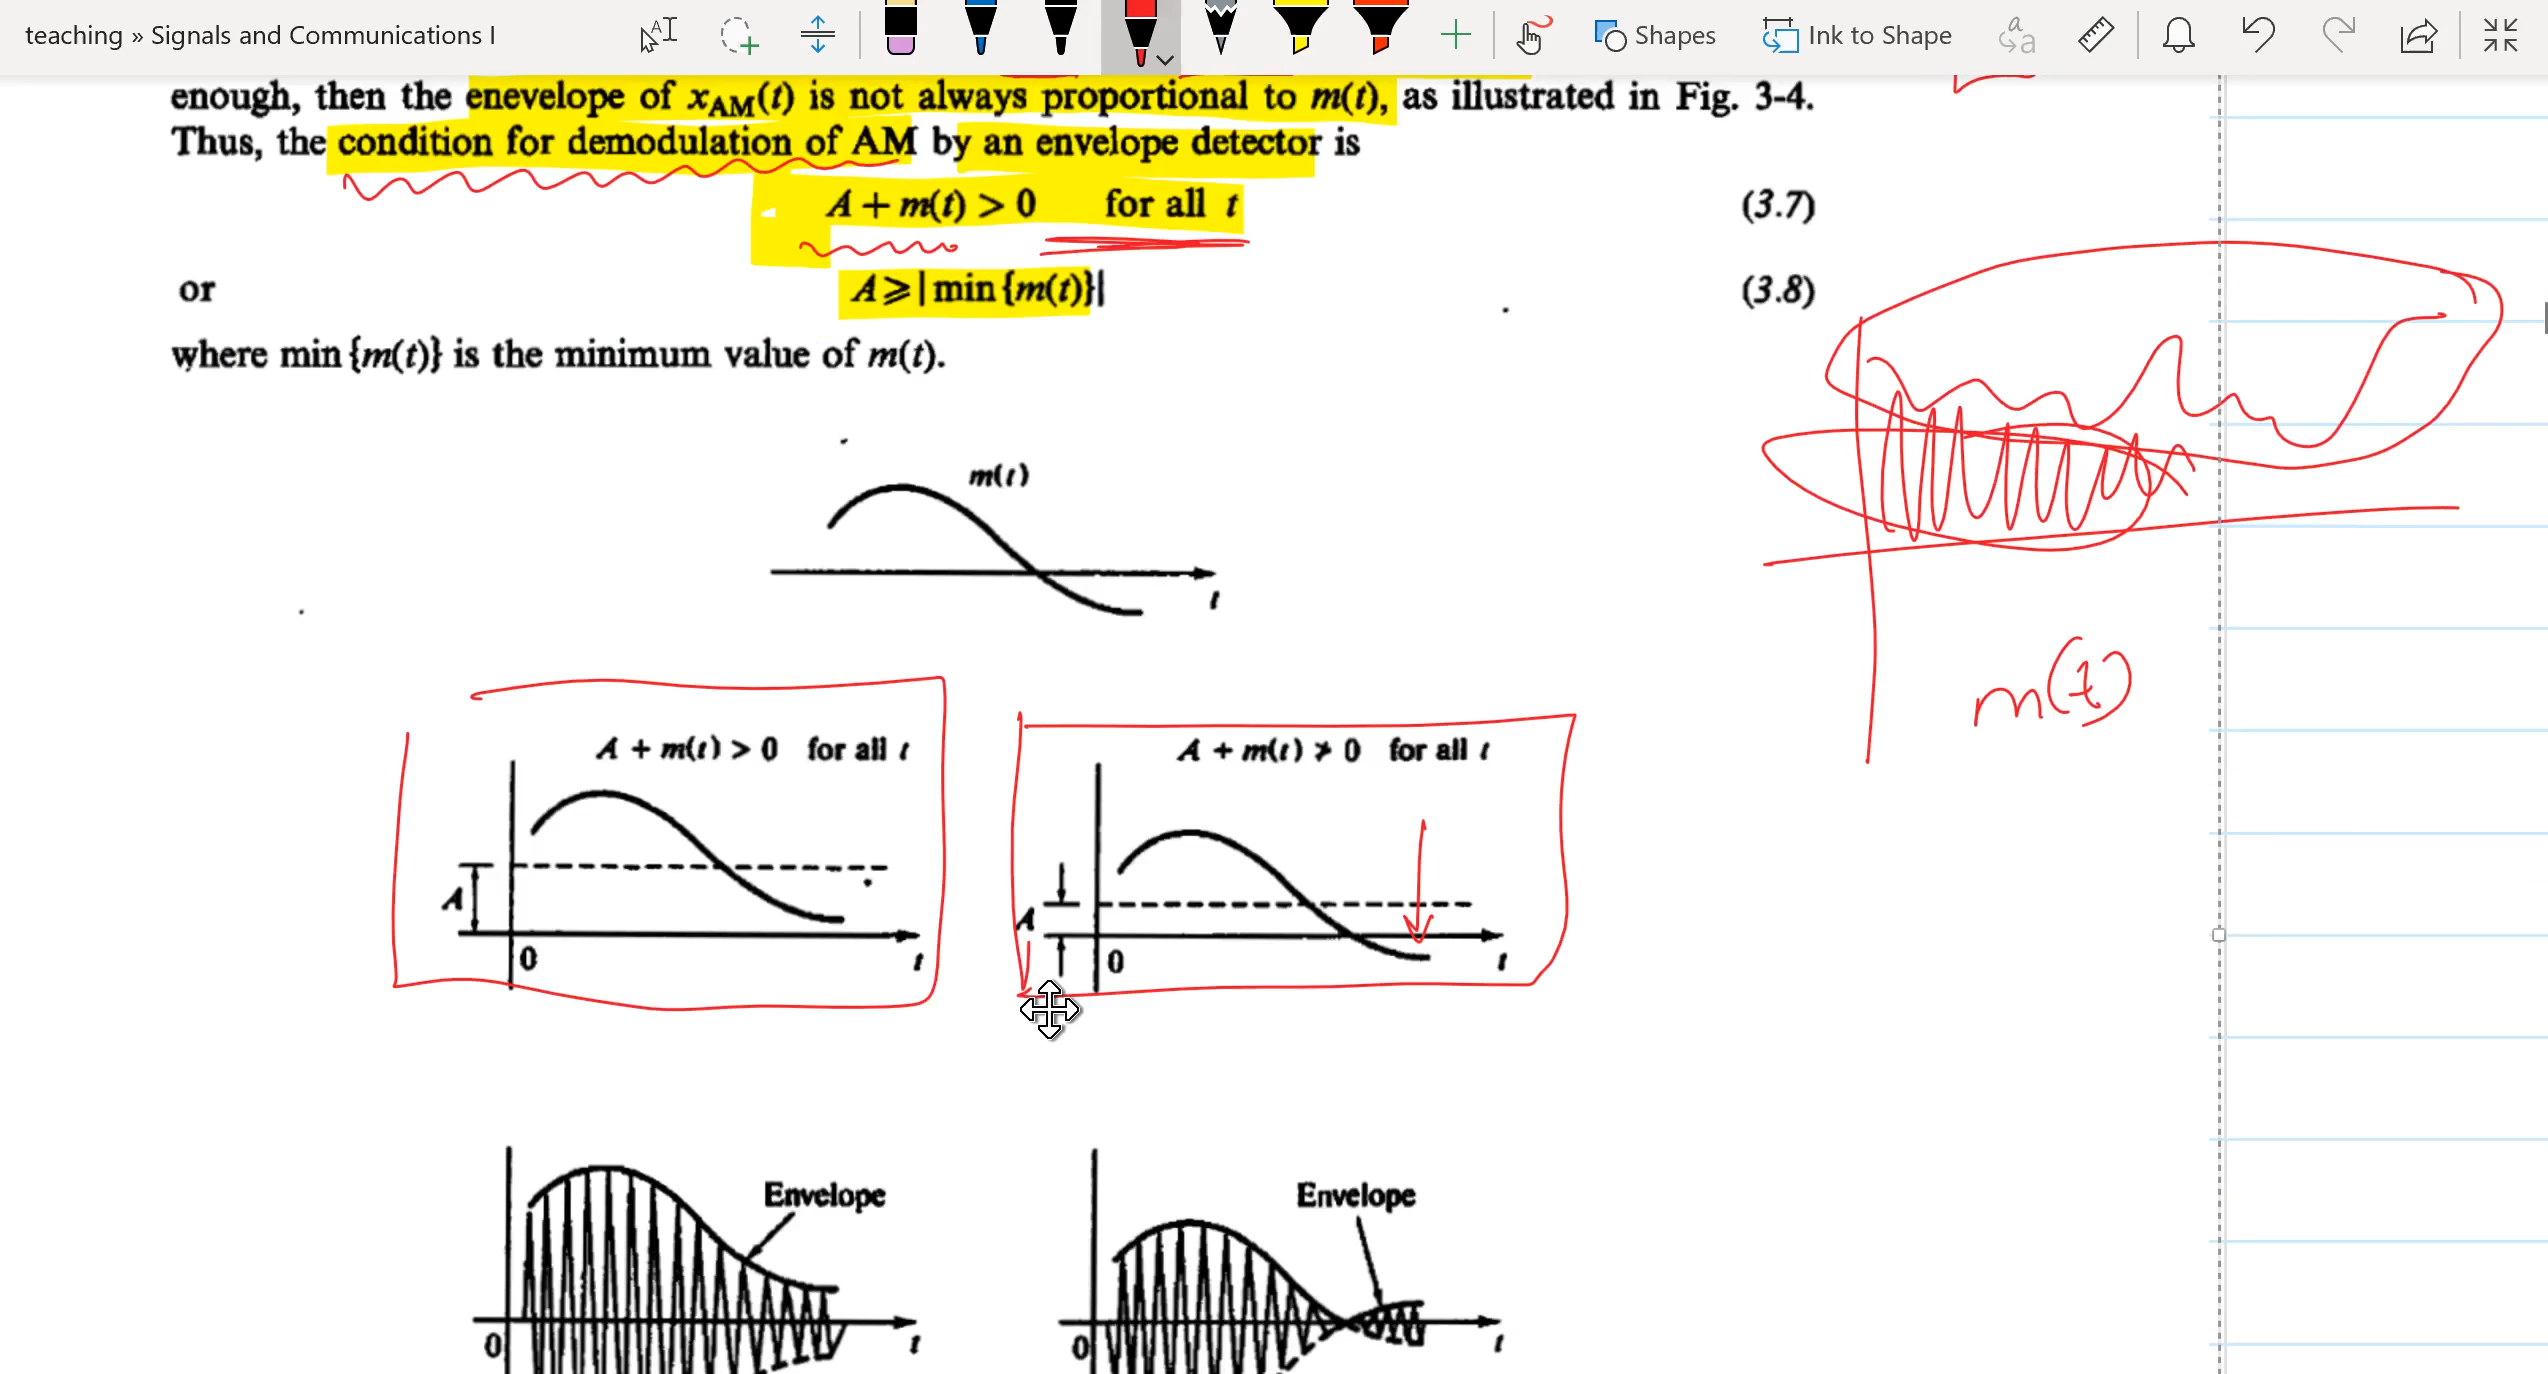 teaching » Signals and Communications I
Shapes
Ink to Shape
enough, then the enevelope of xAM(t) is not always proportional to m(t), as illustrated in Fig. 3-4.
Thus, the condition for demodulation of AM by an envelope detector is
A + m(t) > 0 for all t (3.7)
or A ⩾ | min {m(t)}| (3.8)
where min {m(t)} is the minimum value of m(t).
m(t)
t
m(t)
A + m(t) > 0 for all t
A
0
t
A + m(t) ≯ 0 for all t
A
0
t
Envelope
0
t
Envelope
0
t